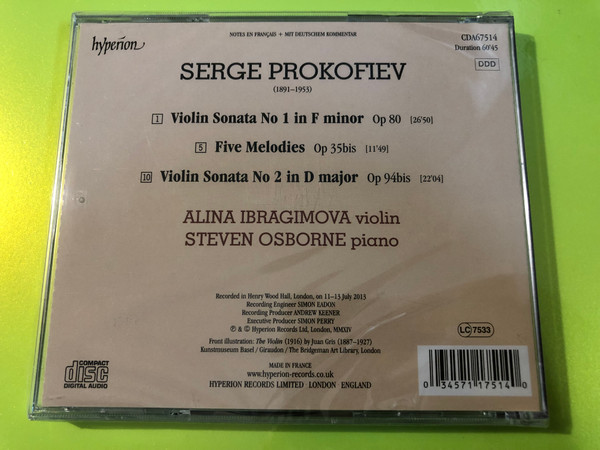 hyperion
NOTES EN FRANÇAIS + MIT DEUTSCHEM KOMMENTAR
CDA67514
Duration 60'45
DDD
SERGE PROKOFIEV
(1891–1953)
1 Violin Sonata No 1 in F minor Op 80 [26'50]
5 Five Melodies Op 35bis [11'49]
10 Violin Sonata No 2 in D major Op 94bis [22'04]
ALINA IBRAGIMOVA violin
STEVEN OSBORNE piano
Recorded in Henry Wood Hall, London, on 11–13 July 2013
Recording Engineer SIMON EADON
Recording Producer ANDREW KEENER
Executive Producer SIMON PERRY
℗ & © Hyperion Records Ltd, London, MMXIV
Front illustration: The Violin (1916) by Juan Gris (1887–1927)
Kunstmuseum Basel / Giraudon / The Bridgeman Art Library, London
LC 7533
MADE IN FRANCE
www.hyperion-records.co.uk
HYPERION RECORDS LIMITED LONDON ENGLAND
COMPACT
disc
DIGITAL AUDIO
0 34571 17514 0